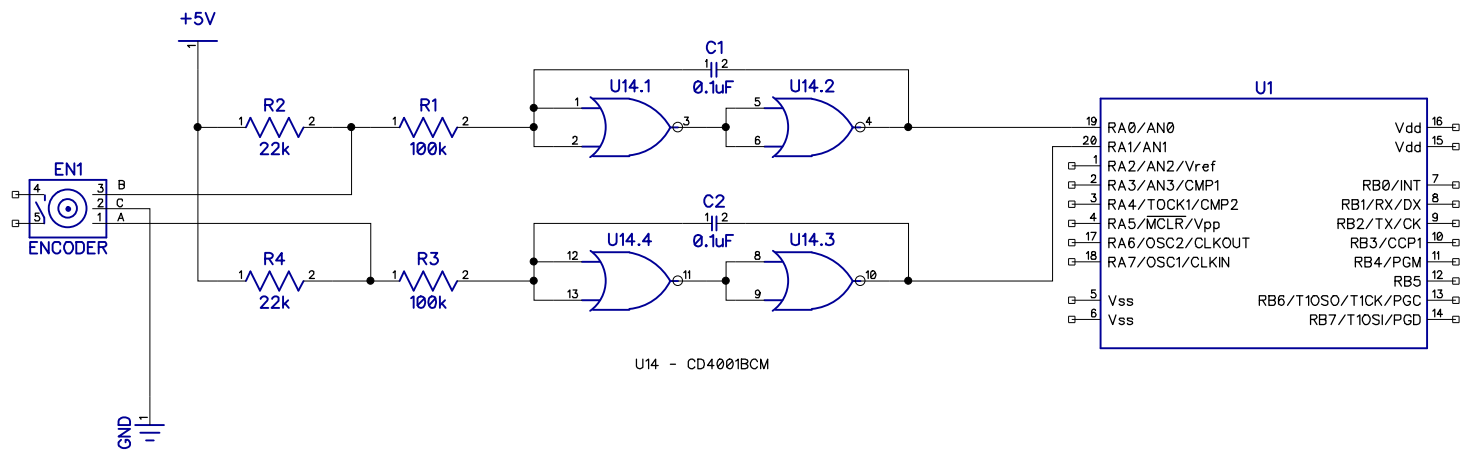 +5V
1
C1
1 2
0.1uF
U14.1
U14.2
U1
R2
R1
1 2
1 2
22k
100k
1
2
3
5
6
4
19 RA0/AN0
20 RA1/AN1
1 RA2/AN2/Vref
2 RA3/AN3/CMP1
3 RA4/TOCK1/CMP2
4 RA5/MCLR/Vpp
17 RA6/OSC2/CLKOUT
18 RA7/OSC1/CLKIN
5 Vss
6 Vss
Vdd 16
Vdd 15
RB0/INT 7
RB1/RX/DX 8
RB2/TX/CK 9
RB3/CCP1 10
RB4/PGM 11
RB5 12
RB6/T1OSO/T1CK/PGC 13
RB7/T1OSI/PGD 14
EN1
4 3 B
2 C
5 1 A
ENCODER
C2
1 2
0.1uF
U14.4
U14.3
R4
R3
1 2
1 2
22k
100k
12
13
11
8
9
10
U14 - CD4001BCM
GND
1